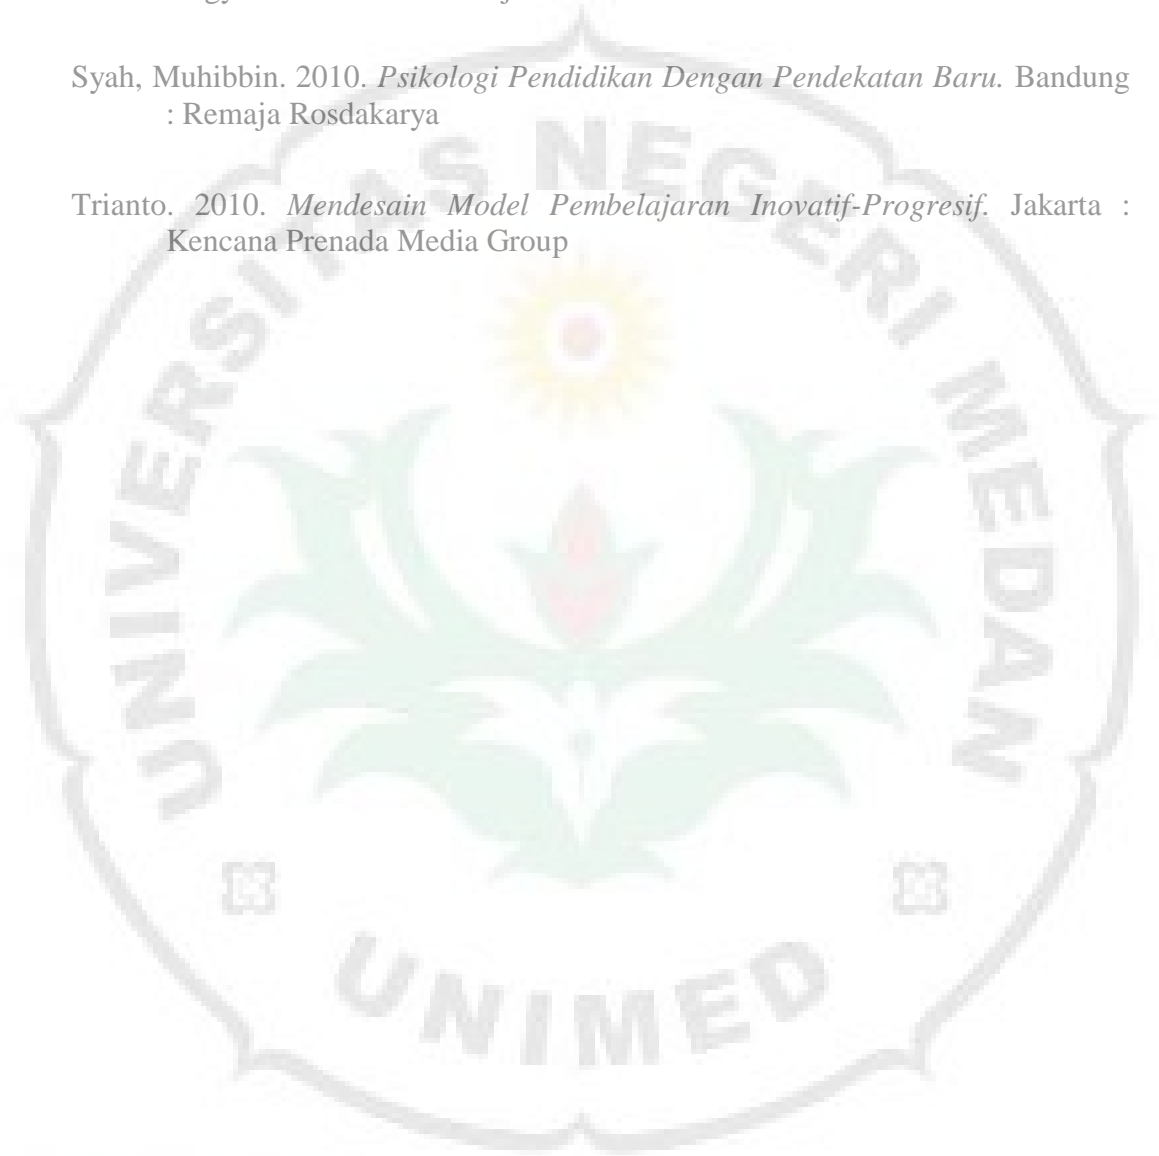 Syah, Muhibbin. 2010. Psikologi Pendidikan Dengan Pendekatan Baru. Bandung
: Remaja Rosdakarya
Trianto. 2010. Mendesain Model Pembelajaran Inovatif-Progresif. Jakarta :
Kencana Prenada Media Group
UNIVERSITAS NEGERI MEDAN
UNIMED